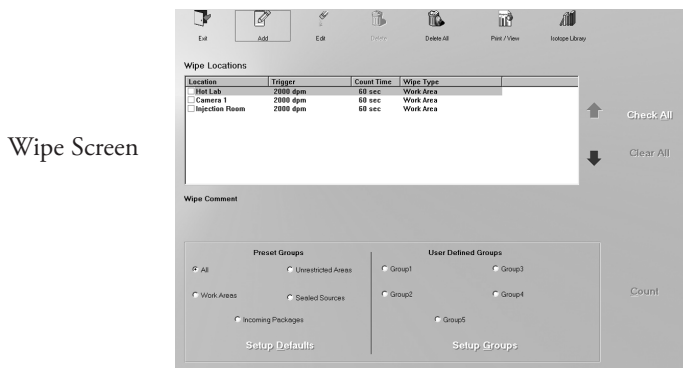 Exit Add Edit Delete Delete All Print / View Isotope Library
Wipe Locations
Location Trigger Count Time Wipe Type
Hot Lab 2000 dpm 60 sec Work Area
Camera 1 2000 dpm 60 sec Work Area
Injection Room 2000 dpm 60 sec Work Area
Check All
Wipe Screen
Clear All
Wipe Comment
Preset Groups User Defined Groups
All Unrestricted Areas Group1 Group3
Work Areas Sealed Sources Group2 Group4
Count
Incoming Packages Group5
Setup Defaults Setup Groups